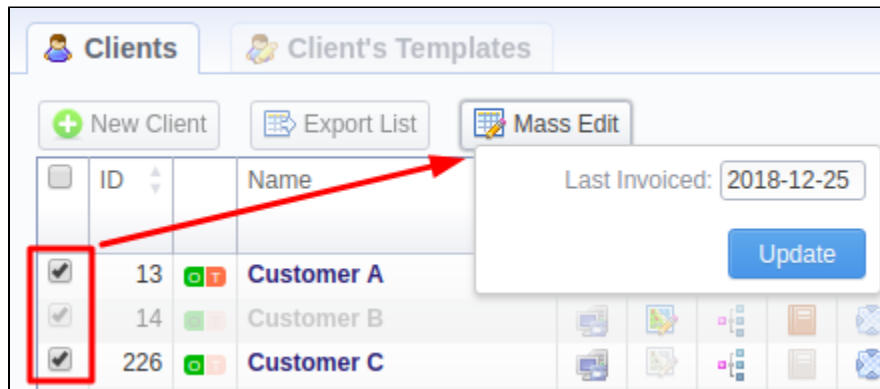 Clients Client's Templates
New Client Export List Mass Edit
ID Name Last Invoiced: 2018-12-25
Update
13 O T Customer A
14 Customer B
226 O Customer C